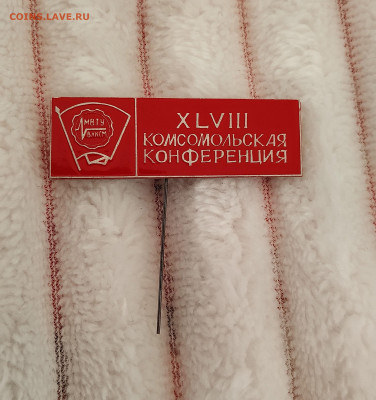 COINS.LAVE.RU
МВТУ
ВЛКСМ
XLVIII
КОМСОМОЛЬСКАЯ
КОНФЕРЕНЦИЯ